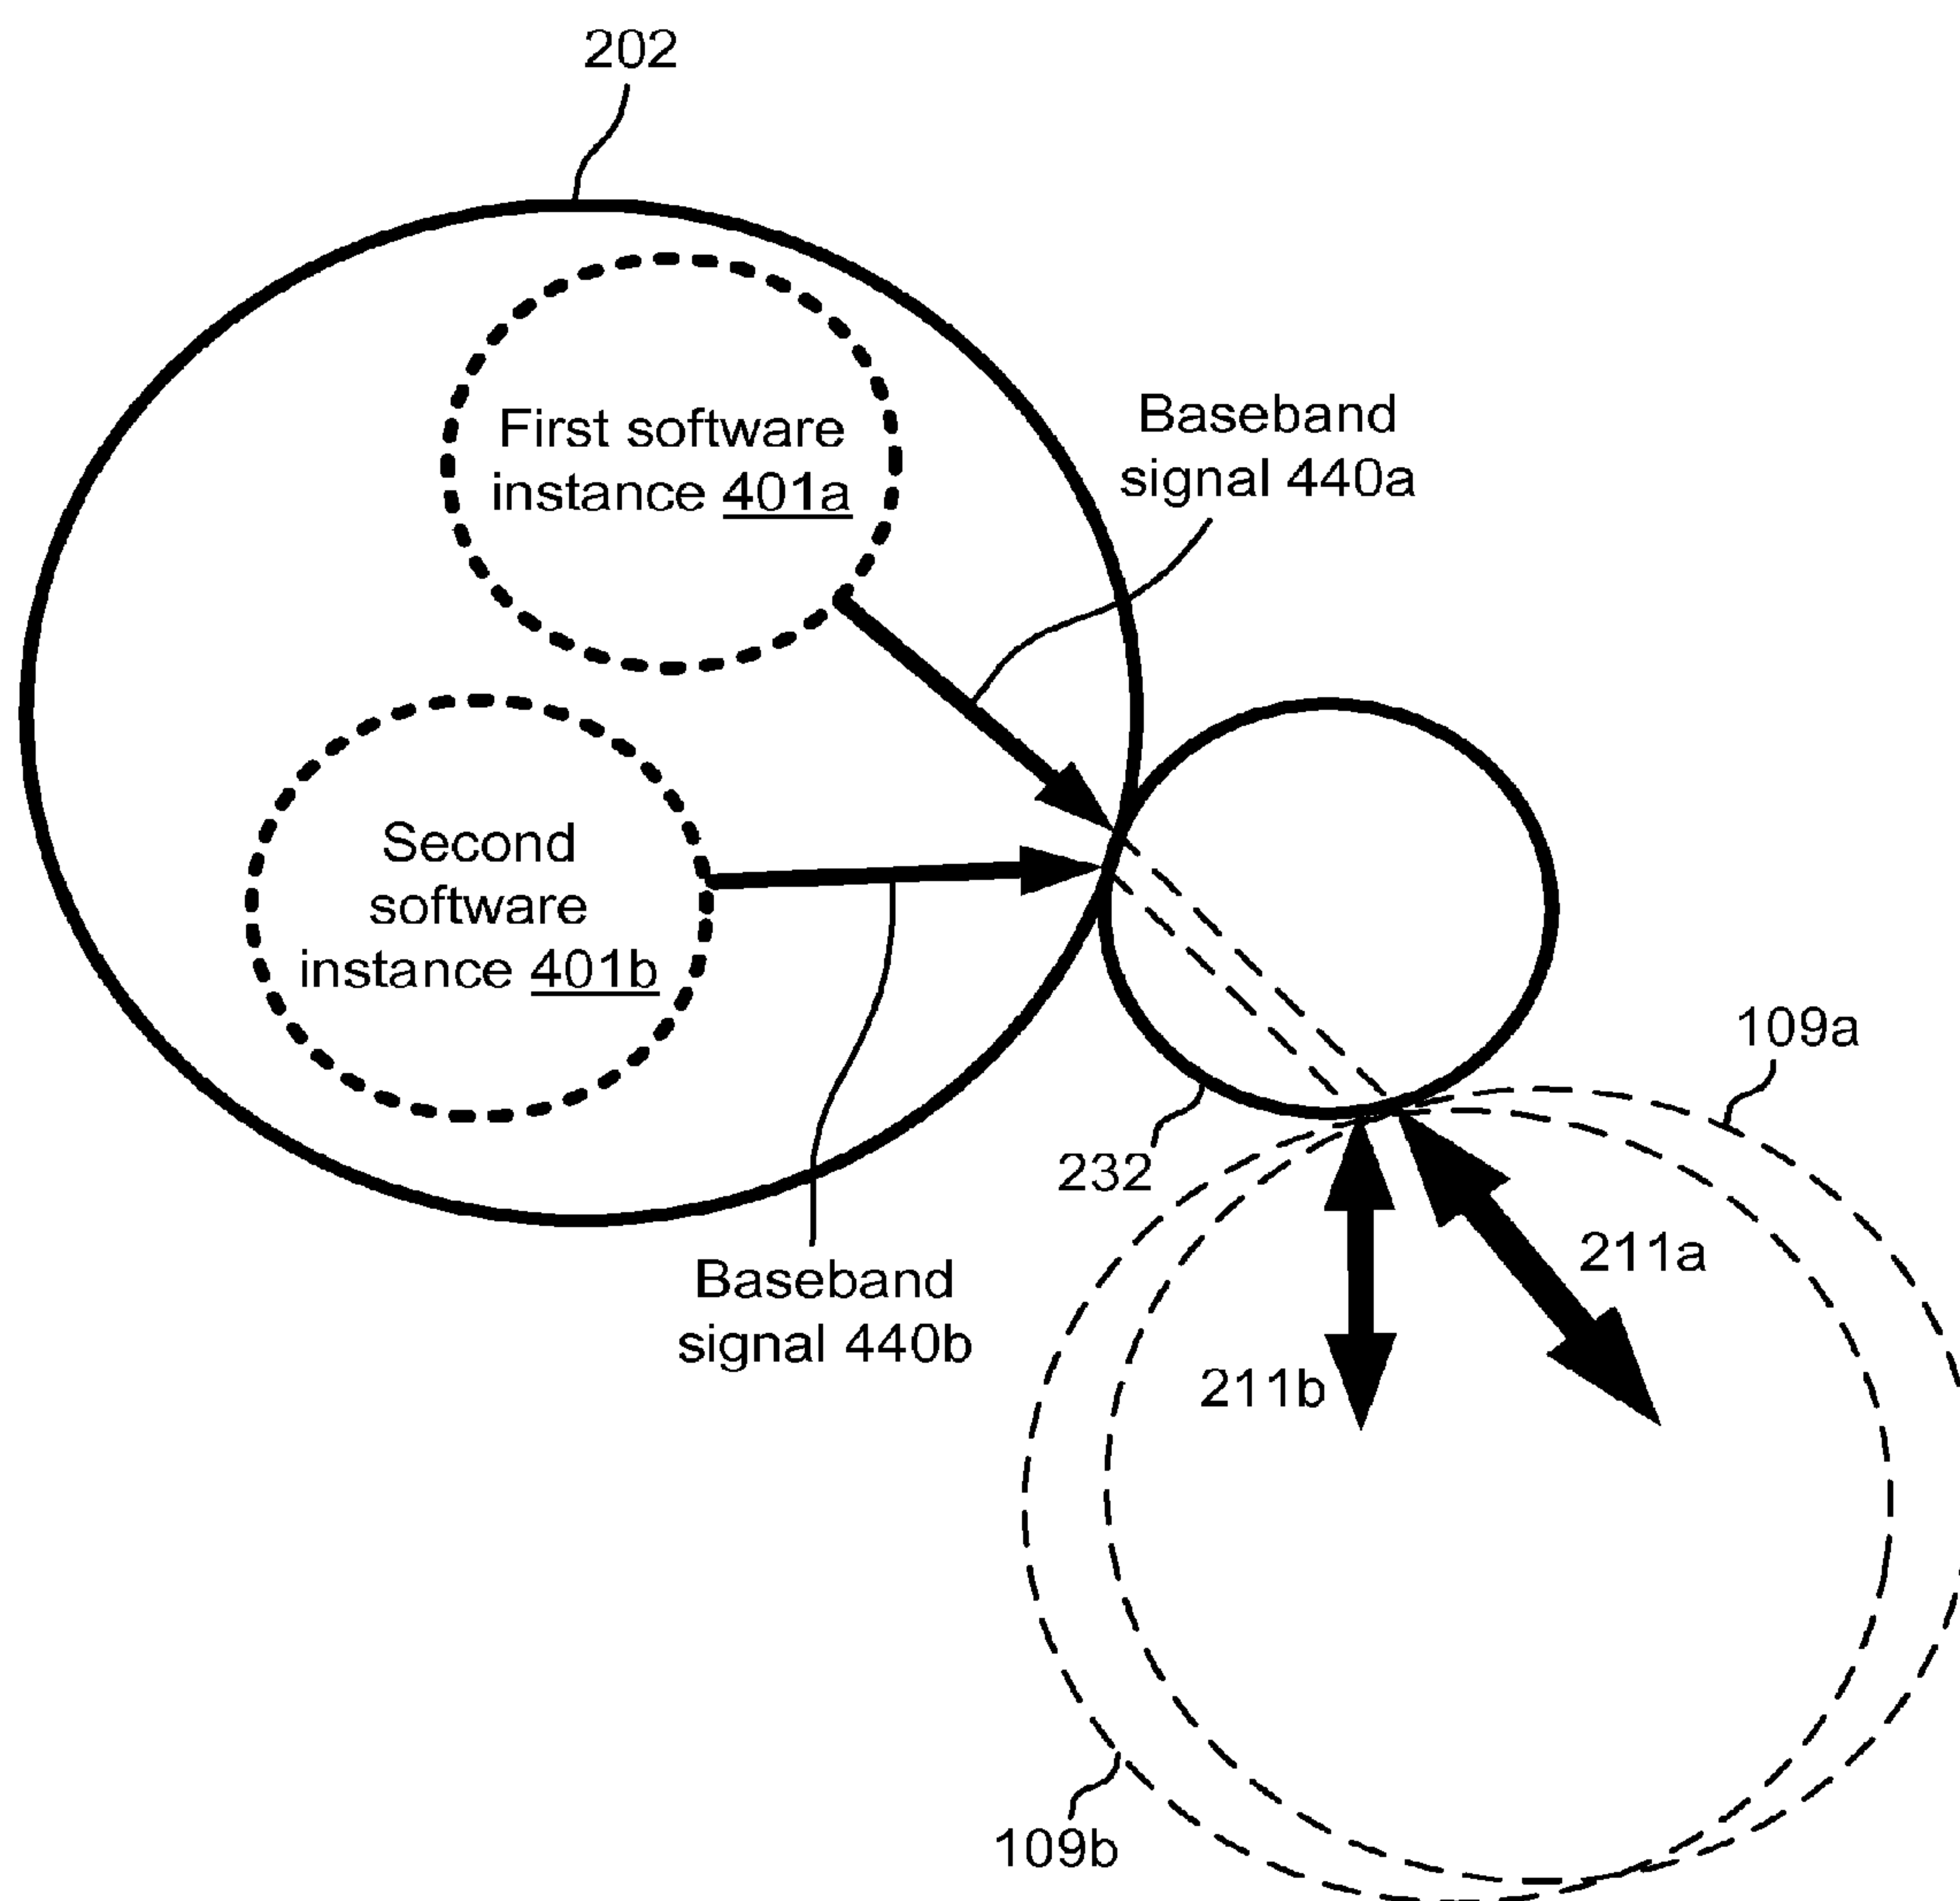 202
First software
instance 401a
Baseband
signal 440a
Second
software
instance 401b
109a
232
211a
Baseband
signal 440b
211b
109b